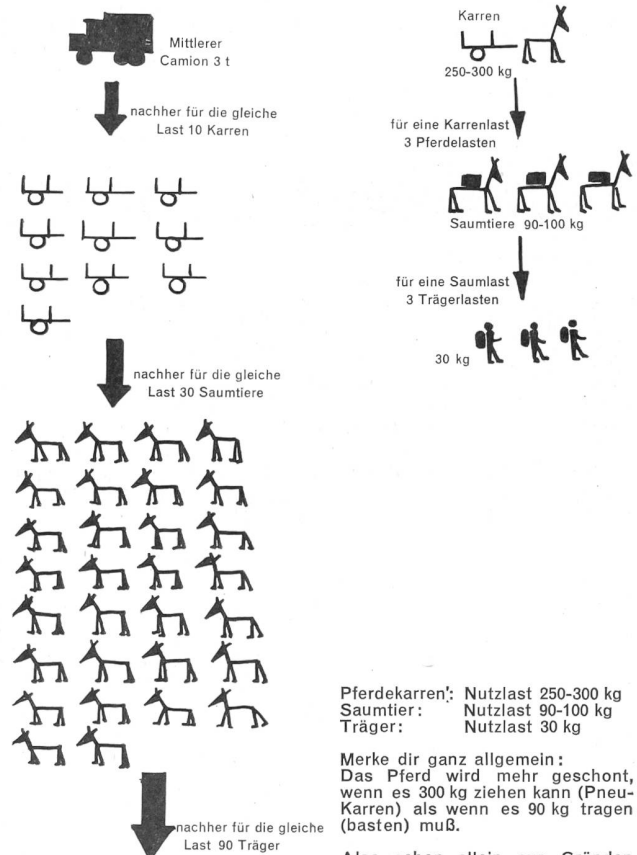 Mittlerer
Camion 3 t
nachher für die gleiche
Last 10 Karren
nachher für die gleiche
Last 30 Saumtiere
nachher für die gleiche
Last 90 Träger
Karren
250-300 kg
für eine Karrenlast
3 Pferdelasten
Saumtiere 90-100 kg
für eine Saumlast
3 Trägerlasten
30 kg
Pferdekarren: Nutzlast 250-300 kg
Saumtier: Nutzlast 90-100 kg
Träger: Nutzlast 30 kg
Merke dir ganz allgemein:
Das Pferd wird mehr geschont,
wenn es 300 kg ziehen kann (Pneu-
Karren) als wenn es 90 kg tragen
(basten) muß.